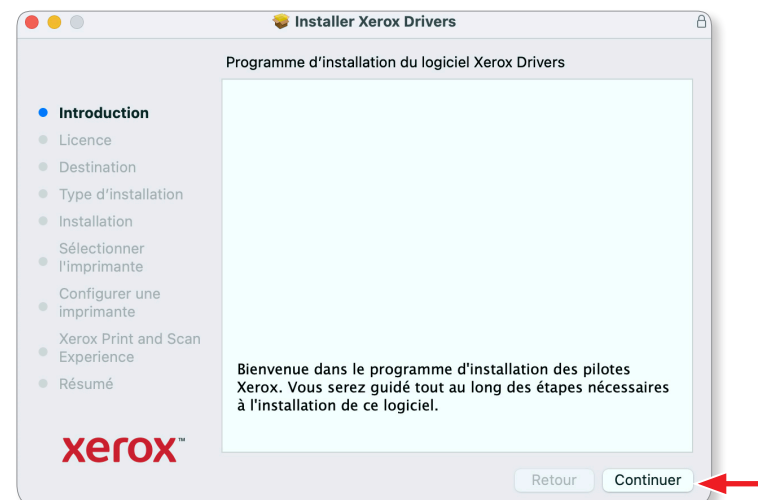 Installer Xerox Drivers
Programme d’installation du logiciel Xerox Drivers
Introduction
Licence
Destination
Type d’installation
Installation
Sélectionner
l'imprimante
Configurer une
imprimante
Xerox Print and Scan
Experience
Résumé
Bienvenue dans le programme d'installation des pilotes
Xerox. Vous serez guidé tout au long des étapes nécessaires
à l'installation de ce logiciel.
xerox™
Retour
Continuer